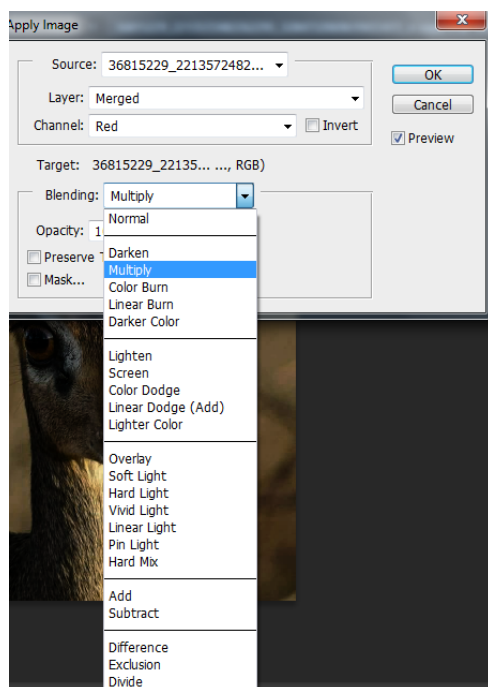 Apply Image
Source: 36815229_2213572482...
OK
Layer: Merged
Cancel
Channel: Red
Invert
Preview
Target: 36815229_22135... ..., RGB)
Blending: Multiply
Normal
Opacity:
Preserve
Darken
Mask...
Multiply
Color Burn
Linear Burn
Darker Color
Lighten
Screen
Color Dodge
Linear Dodge (Add)
Lighter Color
Overlay
Soft Light
Hard Light
Vivid Light
Linear Light
Pin Light
Hard Mix
Add
Subtract
Difference
Exclusion
Divide